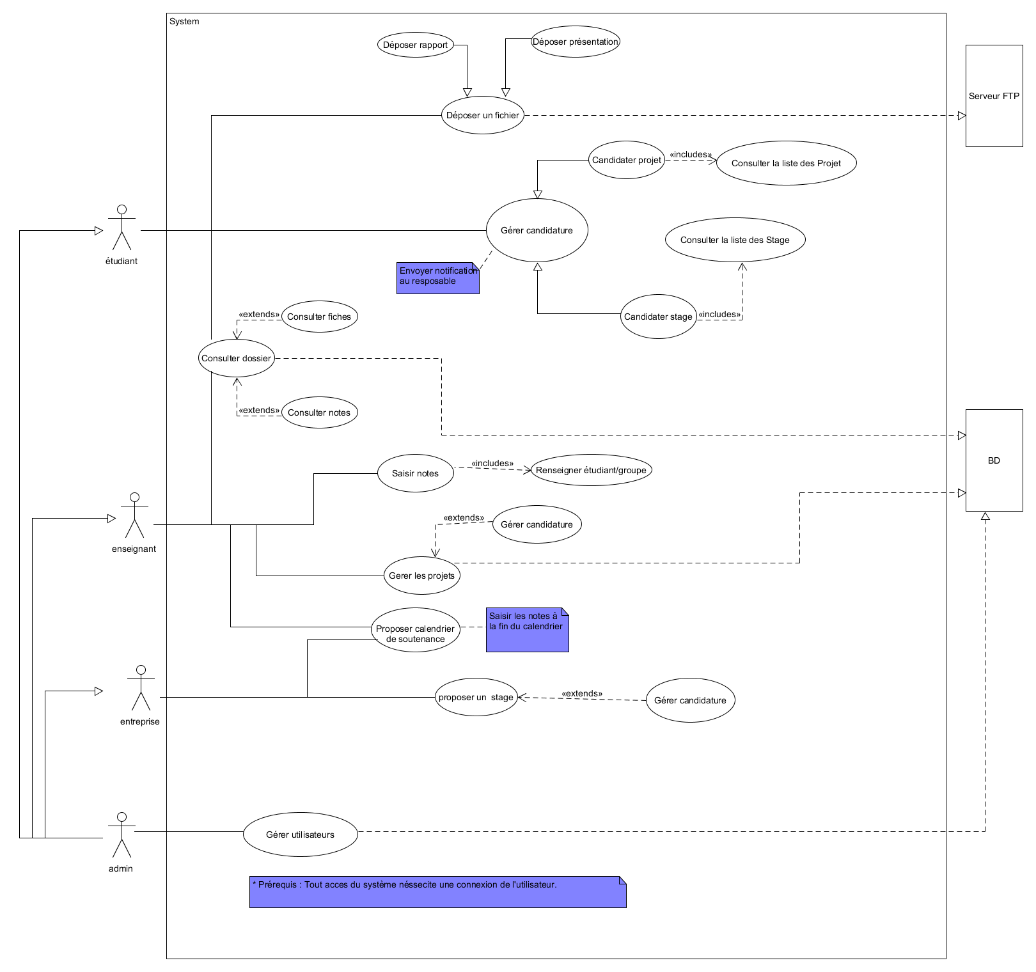 System
Déposer rapport
Déposer présentation
Serveur FTP
Déposer un fichier
Candidater projet
«includes»
Consulter la liste des Projet
étudiant
Gérer candidature
Consulter la liste des Stage
Envoyer notification
au resposable
«extends»
Consulter fiches
Candidater stage
«includes»
Consulter dossier
«extends»
Consulter notes
BD
Saisir notes
«includes»
Renseigner étudiant/groupe
«extends»
Gérer candidature
enseignant
Gerer les projets
Proposer calendrier
de soutenance
Saisir les notes à
la fin du calendrier
entreprise
proposer un stage
«extends»
Gérer candidature
Gérer utilisateurs
admin
* Prérequis : Tout acces du système néssecite une connexion de l'utilisateur.